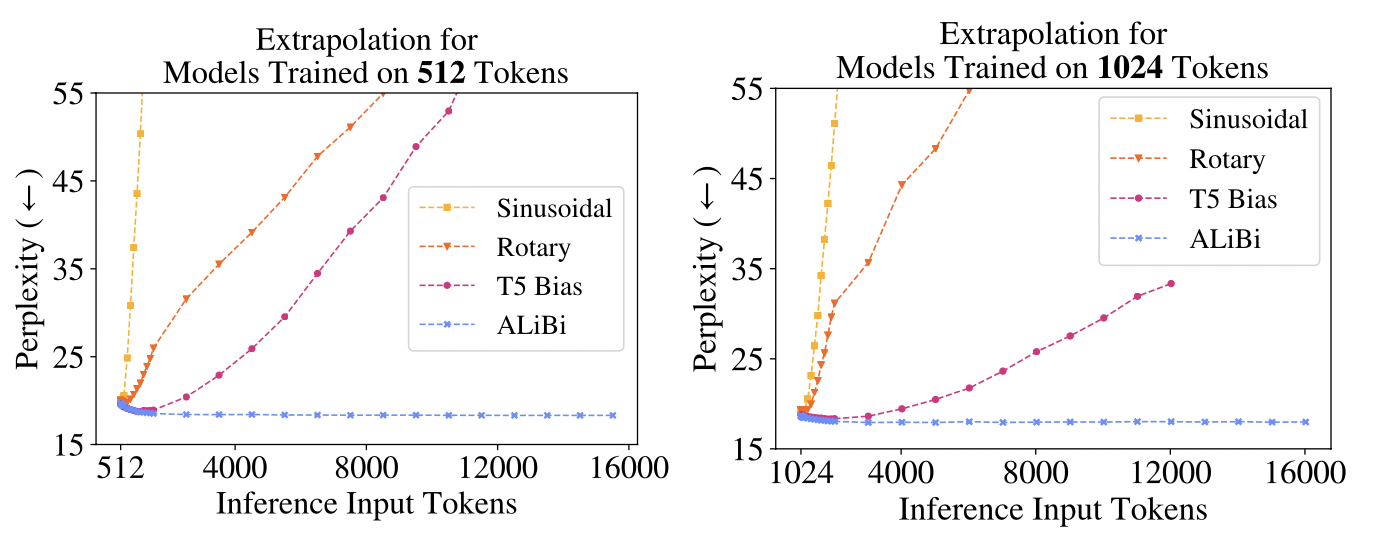 Extrapolation for
Models Trained on 512 Tokens
55
45
35
25
15
Perplexity (←)
512
4000
8000
12000
16000
Inference Input Tokens
Sinusoidal
Rotary
T5 Bias
ALiBi
Extrapolation for
Models Trained on 1024 Tokens
55
45
35
25
15
Perplexity (←)
1024
4000
8000
12000
16000
Inference Input Tokens
Sinusoidal
Rotary
T5 Bias
ALiBi